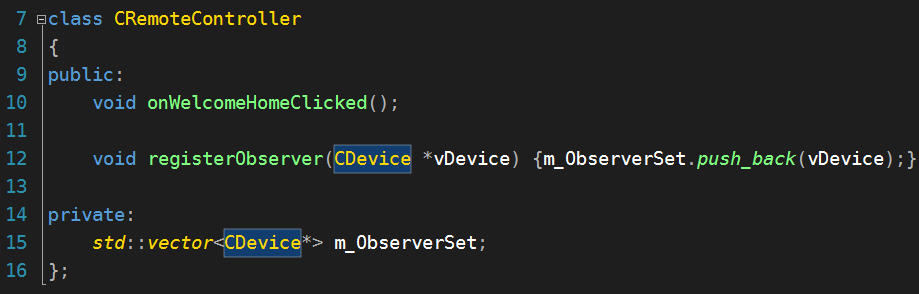 7 class CRemoteController
8 {
9 public:
10     void onWelcomeHomeClicked();
11
12     void registerObserver(CDevice *vDevice) {m_ObserverSet.push_back(vDevice);}
13
14 private:
15     std::vector<CDevice*> m_ObserverSet;
16 };